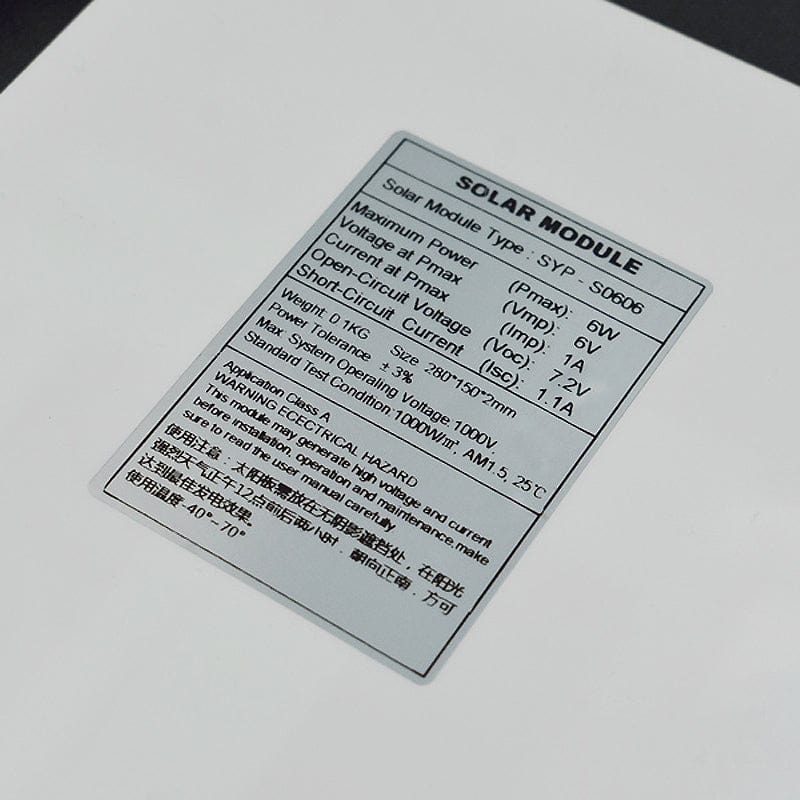 SOLAR MODULE
Solar Module Type : SYP - S0606
Maximum Power (Pmax): 6W
Voltage at Pmax (Vmp): 6V
Current at Pmax (Imp): 1A
Open-Circuit Voltage (Voc): 7.2V
Short-Circuit Current (Isc): 1.1A
Weight: 0.1KG Size 280*150*2mm
Power Tolerance ±3%
Max. System Operating Voltage: 1000V.
Standard Test Condition:1000W/㎡, AM1.5, 25℃
Application Class A
WARNING ECECTRICAL HAZARD
This module may generate high voltage and current
before installation, operation and maintenance,make
sure to read the user manual carefully
使用注意：太阳板需放在无阴影遮挡处，在阳光
强烈天气正午12点前后两小时．朝向正南．方可
达到最佳发电效果。
使用温度-40°~70°